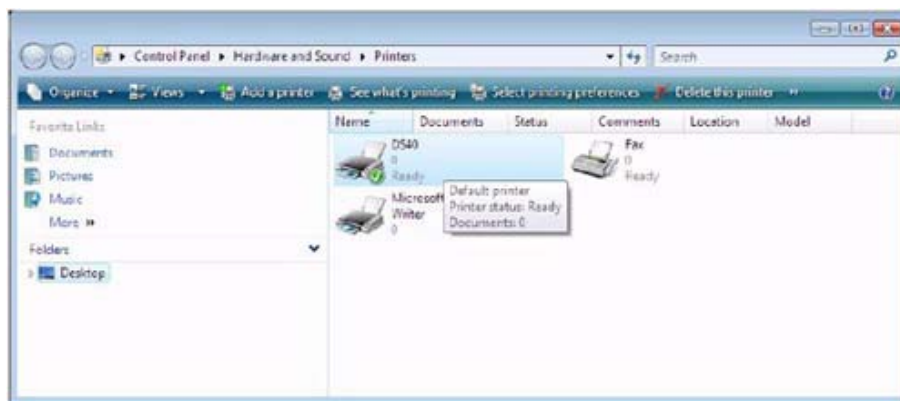 Control Panel Hardware and Sound Printers Search
Organize Views Add a printer See what's printing Select printing preferences Delete this printer
Favorite Links
Documents
Pictures
Music
More
Folders
Desktop
Name Documents Status Comments Location Model
D540
0
Ready
Fax
0
Ready
Microsoft
Writer
0
Default printer
Printer status: Ready
Documents: 0